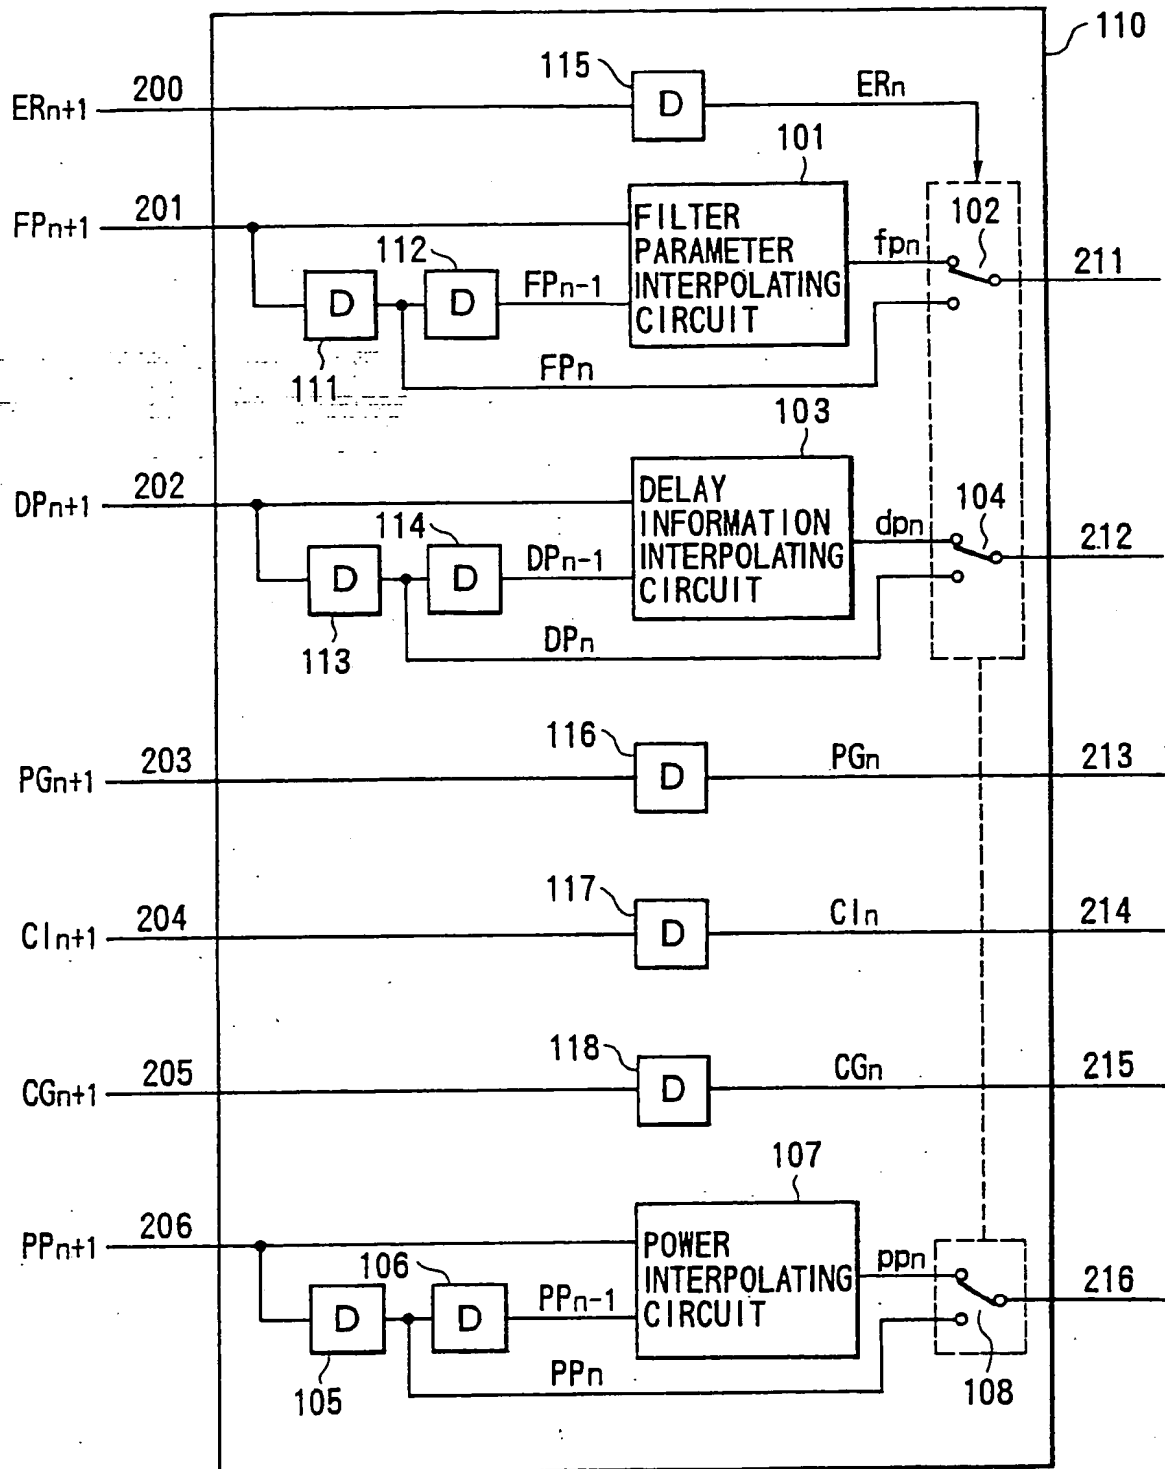 110
ERn+1 200 115 D ERn
101
FPn+1 201 FILTER PARAMETER INTERPOLATING CIRCUIT fpn 102 211
111 D 112 D FPn-1
FPn
103
DPn+1 202 DELAY INFORMATION INTERPOLATING CIRCUIT dpn 104 212
113 D 114 D DPn-1
DPn
PGn+1 203 116 D PGn 213
CIn+1 204 117 D CIn 214
CGn+1 205 118 D CGn 215
107
PPn+1 206 POWER INTERPOLATING CIRCUIT ppn 216
105 D 106 D PPn-1
PPn 108